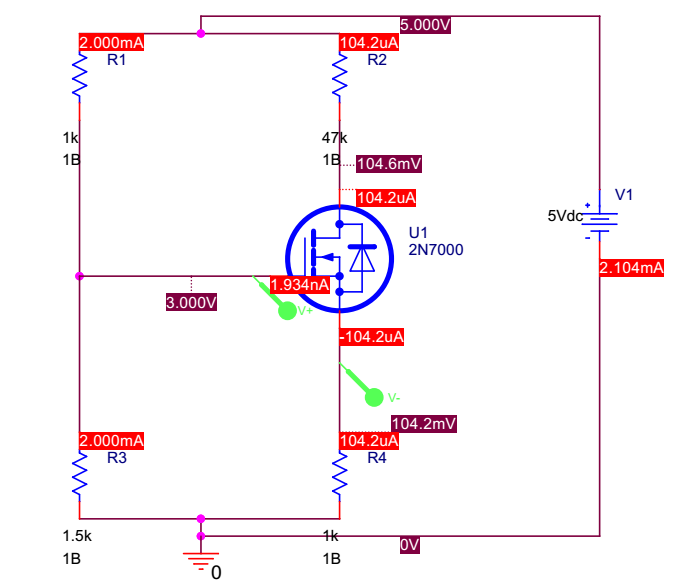 5.000V
2.000mA
104.2uA
R1
R2
1k
47k
1B
1B
104.6mV
104.2uA
V1
5Vdc
+
-
U1
2N7000
2.104mA
1.934nA
3.000V
V+
-104.2uA
V-
104.2mV
2.000mA
104.2uA
R3
R4
1.5k
1k
0V
1B
1B
0